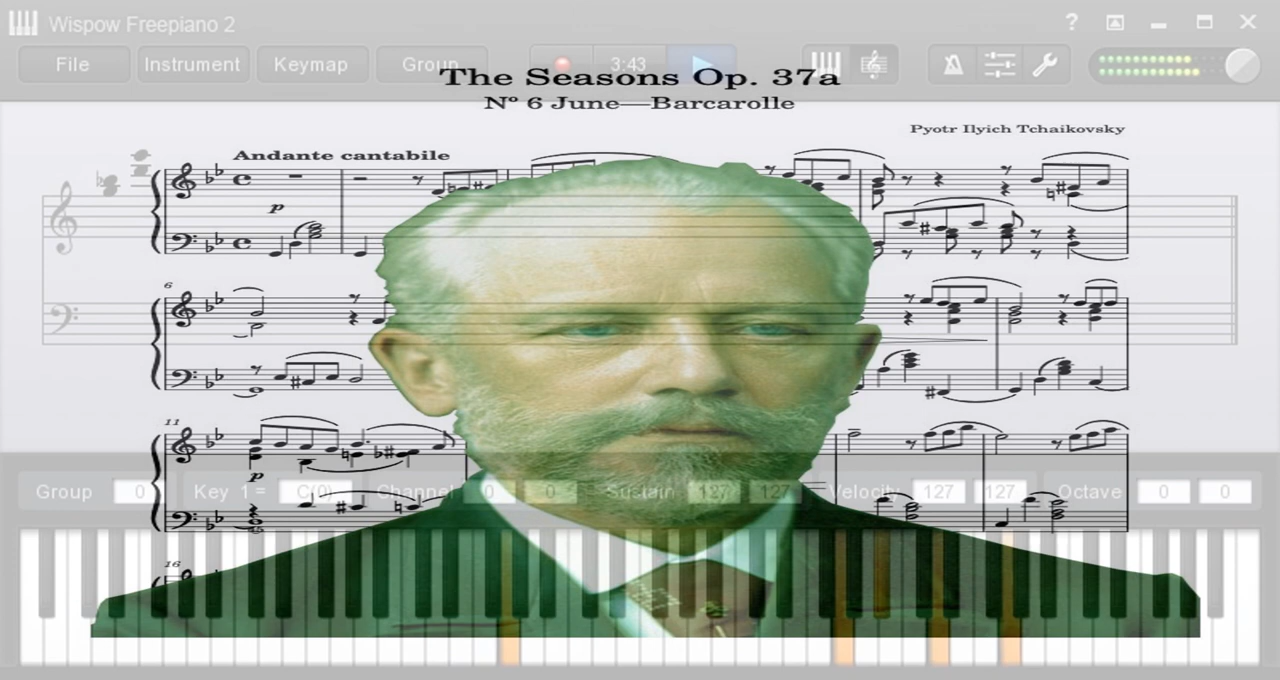 Wispow Freepiano 2
?
File Instrument Keymap Group 3:43
The Seasons Op. 37a
Nº 6 June—Barcarolle
Pyotr Ilyich Tchaikovsky
Andante cantabile
p
6
11
p
Group 0 Key 1 = C(0) Channel 0 0 Sustain 127 127 Velocity 127 127 Octave 0 0
16